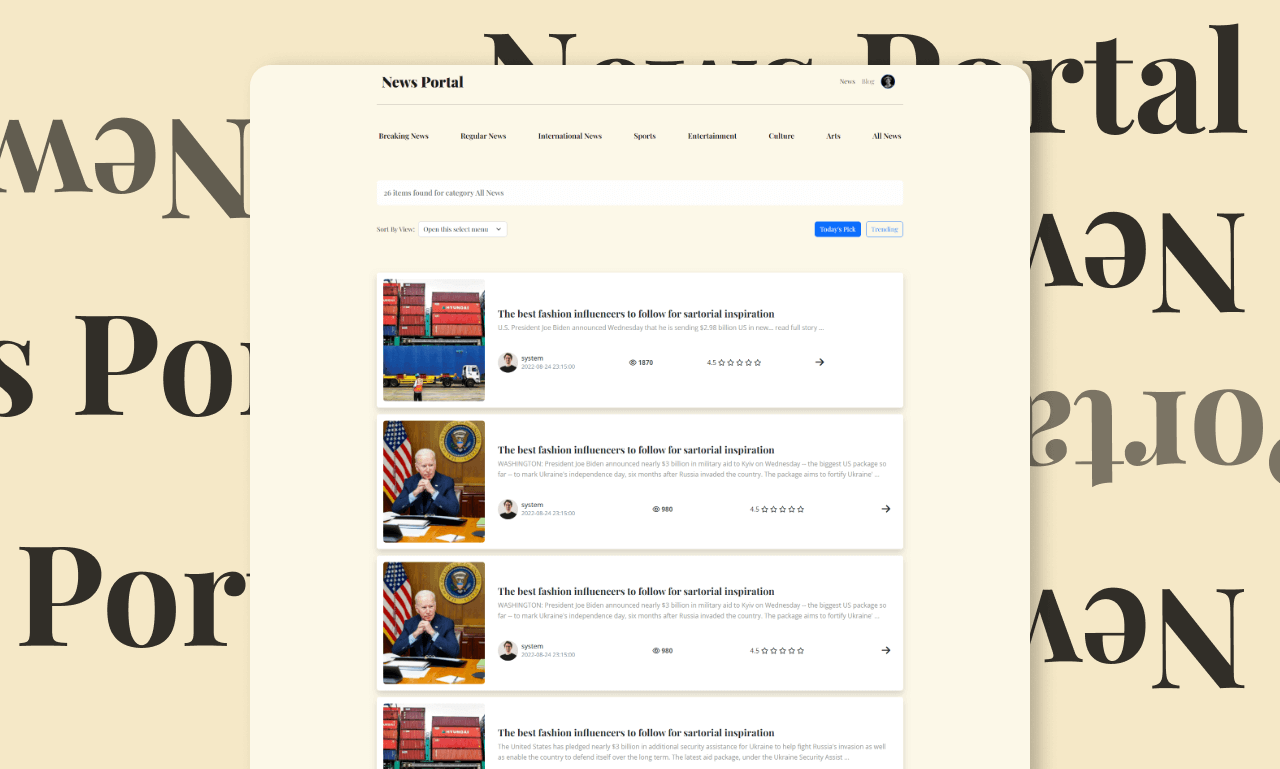 News Portal
News Portal
News Blog
New
Breaking News Regular News International News Sports Entertainment Culture Arts All News
26 items found for category All News
Sort By View: Open this select menu Today's Pick Trending
New
The best fashion influencers to follow for sartorial inspiration
U.S. President Joe Biden announced Wednesday that he is sending $2.98 billion US in new... read full story ...
system
2022-08-24 23:15:00
1870
4.5
s Por
Portal
The best fashion influencers to follow for sartorial inspiration
WASHINGTON: President Joe Biden announced nearly $3 billion in military aid to Kyiv on Wednesday -- the biggest US package so
far -- to mark Ukraine's independence day, six months after Russia invaded the country. The package aims to fortify Ukraine' ...
system
2022-08-24 23:15:00
980
4.5
Port
New
The best fashion influencers to follow for sartorial inspiration
WASHINGTON: President Joe Biden announced nearly $3 billion in military aid to Kyiv on Wednesday -- the biggest US package so
far -- to mark Ukraine's independence day, six months after Russia invaded the country. The package aims to fortify Ukraine' ...
system
2022-08-24 23:15:00
980
4.5
The best fashion influencers to follow for sartorial inspiration
The United States has pledged nearly $3 billion in additional security assistance for Ukraine to help fight Russia's invasion as well
as enable the country to defend itself over the long term. The latest aid package, under the Ukraine Security Assist ...